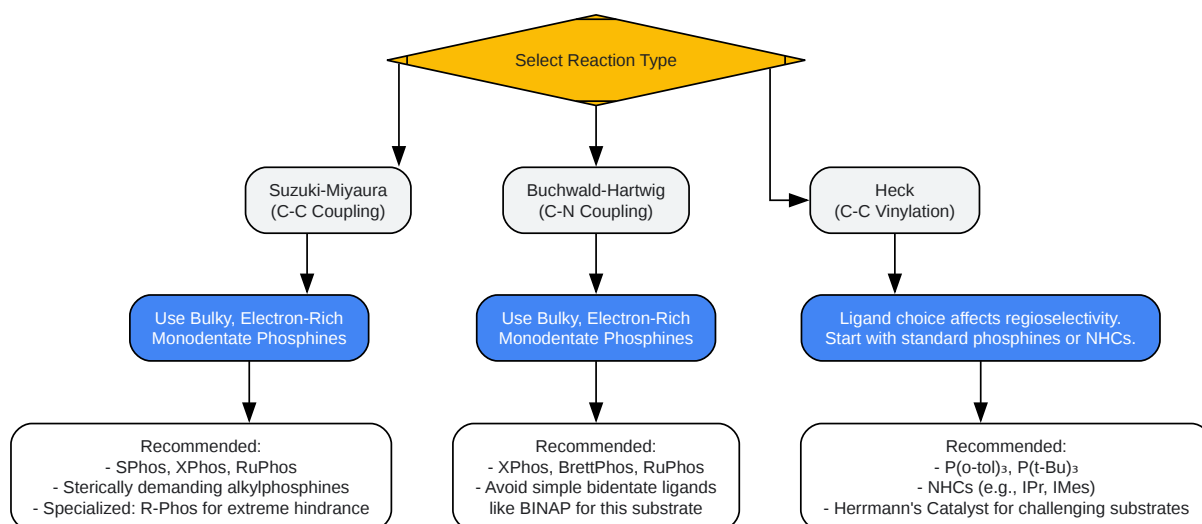 Select Reaction Type
Suzuki-Miyaura
(C-C Coupling)
Buchwald-Hartwig
(C-N Coupling)
Heck
(C-C Vinylation)
Use Bulky, Electron-Rich
Monodentate Phosphines
Use Bulky, Electron-Rich
Monodentate Phosphines
Ligand choice affects regioselectivity.
Start with standard phosphines or NHCs.
Recommended:
- SPhos, XPhos, RuPhos
- Sterically demanding alkylphosphines
- Specialized: R-Phos for extreme hindrance
Recommended:
- XPhos, BrettPhos, RuPhos
- Avoid simple bidentate ligands
like BINAP for this substrate
Recommended:
- P(o-tol)₃, P(t-Bu)₃
- NHCs (e.g., IPr, IMes)
- Herrmann's Catalyst for challenging substrates